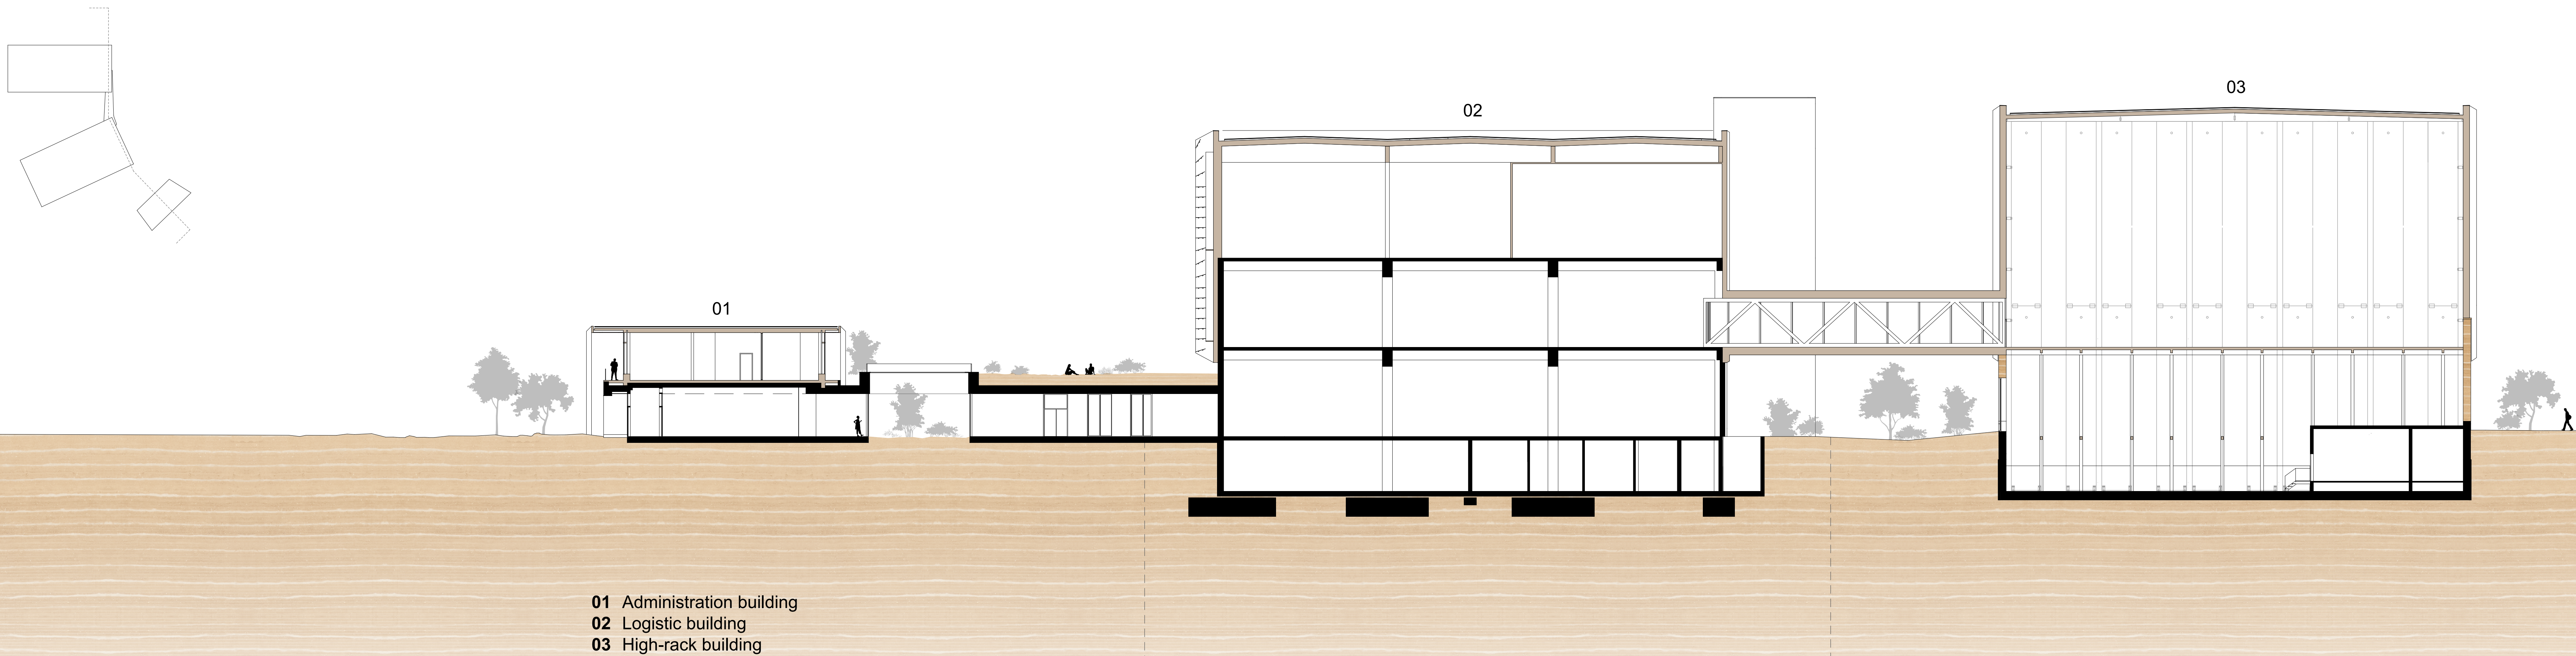 03
02
01
01 Administration building
02 Logistic building
03 High-rack building